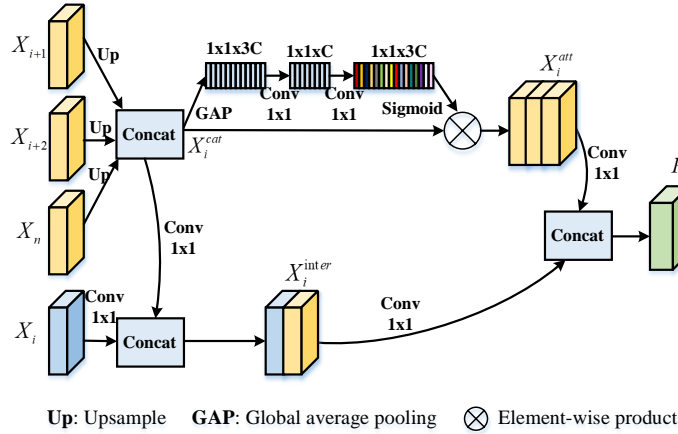 X_{i+1}
Up
1x1x3C
1x1xC
1x1x3C
X_i^{att}
Conv
1x1
Conv
1x1
Sigmoid
GAP
X_{i+2}
Up
Concat
X_i^{cat}
Up
Conv
1x1
X_n
Conv
1x1
Concat
X_i^{inter}
Conv
1x1
X_i
Conv
1x1
Concat
Up: Upsample GAP: Global average pooling ⊗ Element-wise product